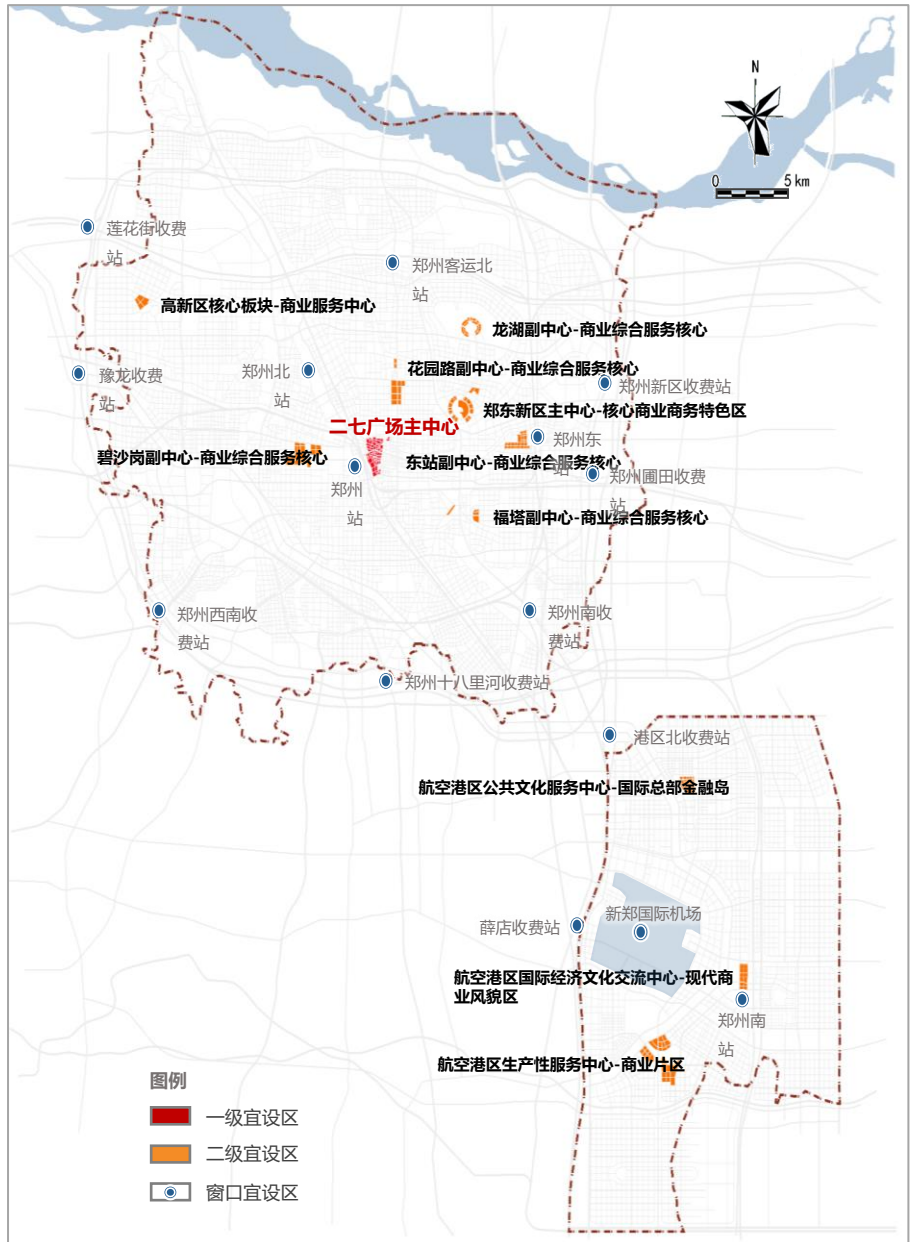 N
0 5 km
莲花街收费
站
郑州客运北
站
高新区核心板块-商业服务中心
龙湖副中心-商业综合服务核心
花园路副中心-商业综合服务核心
郑州北
站
豫龙收费
站
郑州新区收费站
郑东新区主中心-核心商业商务特色区
二七广场主中心
郑州东
站
碧沙岗副中心-商业综合服务核心
东站副中心-商业综合服务核心
郑州
站
郑州圃田收费
站
福塔副中心-商业综合服务核心
郑州西南收
费站
郑州南收
费站
郑州十八里河收费站
港区北收费站
航空港区公共文化服务中心-国际总部金融岛
新郑国际机场
薛店收费站
航空港区国际经济文化交流中心-现代商
业风貌区
郑州南
站
航空港区生产性服务中心-商业片区
图例
一级宜设区
二级宜设区
窗口宜设区